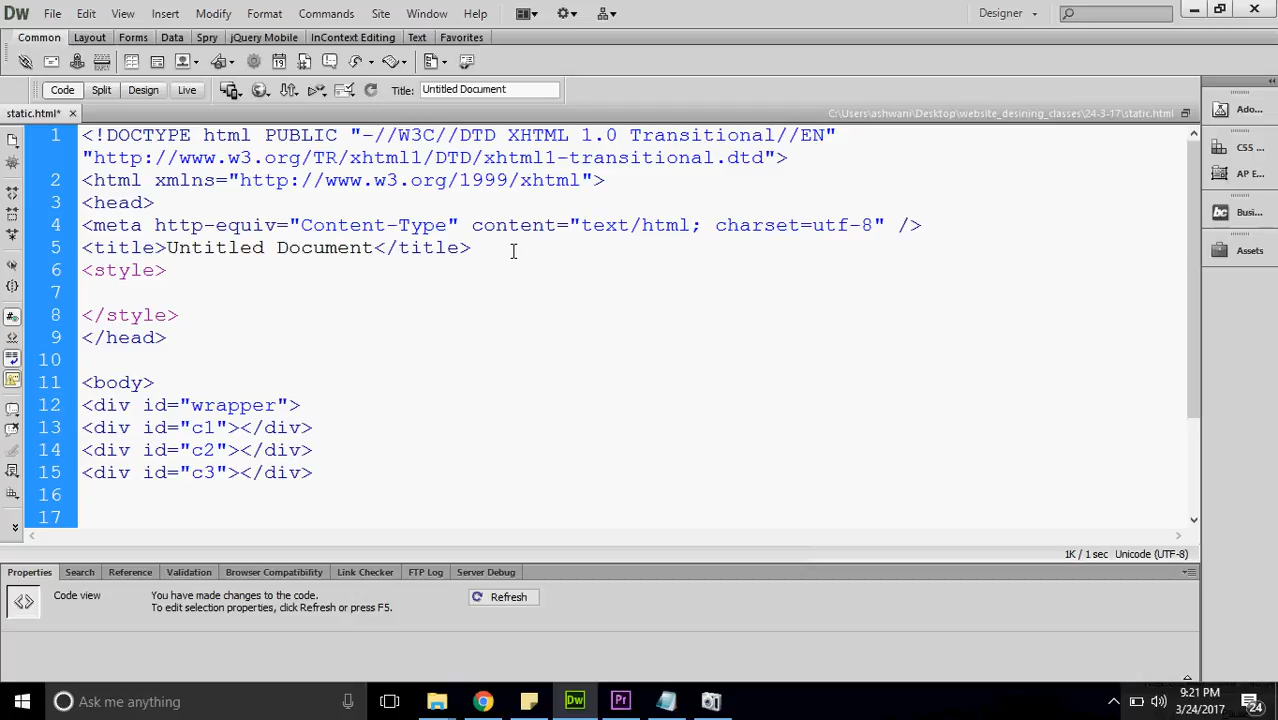 Dw File Edit View Insert Modify Format Commands Site Window Help Designer
Common Layout Forms Data Spry jQuery Mobile InContext Editing Text Favorites
Code Split Design Live Title: Untitled Document
static.html* C:\Users\ashwani\Desktop\website_desining_classes\24-3-17\static.html
1 <!DOCTYPE html PUBLIC "-//W3C//DTD XHTML 1.0 Transitional//EN"
"http://www.w3.org/TR/xhtml1/DTD/xhtml1-transitional.dtd">
2 <html xmlns="http://www.w3.org/1999/xhtml">
3 <head>
4 <meta http-equiv="Content-Type" content="text/html; charset=utf-8" />
5 <title>Untitled Document</title>
6 <style>
7
8 </style>
9 </head>
10
11 <body>
12 <div id="wrapper">
13 <div id="c1"></div>
14 <div id="c2"></div>
15 <div id="c3"></div>
16
17
Ado...
CSS ...
AP E...
bc Busi...
Assets
1K / 1 sec Unicode (UTF-8)
Properties Search Reference Validation Browser Compatibility Link Checker FTP Log Server Debug
Code view You have made changes to the code. Refresh
To edit selection properties, click Refresh or press F5.
Ask me anything Dw Pr 9:21 PM
3/24/2017 24